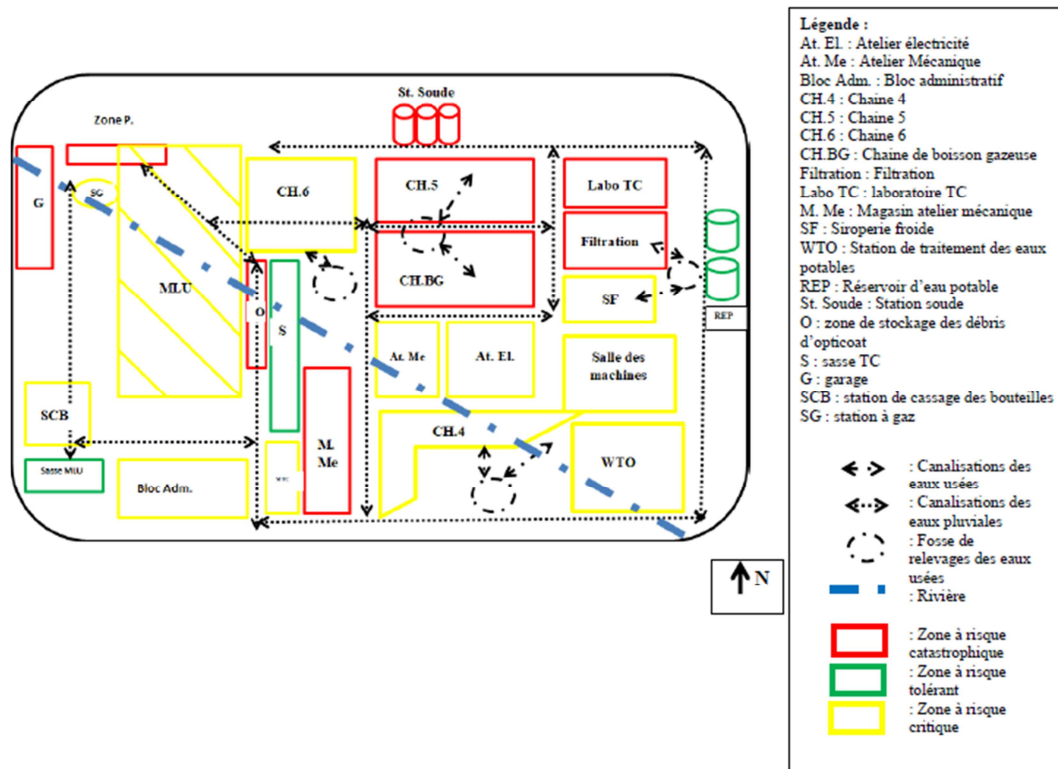 St. Soude
Zone P.
G
SG
CH.6
CH.5
Labo TC
Filtration
CH.BG
MLU
O
S
SF
REP
At. Me
At. El.
Salle des
machines
SCB
M.
Me
CH.4
WTO
Sasse MLU
Bloc Adm.
N
Légende :
At. El. : Atelier électricité
At. Me : Atelier Mécanique
Bloc Adm. : Bloc administratif
CH.4 : Chaine 4
CH.5 : Chaine 5
CH.6 : Chaine 6
CH.BG : Chaine de boisson gazeuse
Filtration : Filtration
Labo TC : laboratoire TC
M. Me : Magasin atelier mécanique
SF : Siroperie froide
WTO : Station de traitement des eaux
potables
REP : Réservoir d’eau potable
St. Soude : Station soude
O : zone de stockage des débris
d’opticoat
S : sasse TC
G : garage
SCB : station de cassage des bouteilles
SG : station à gaz
: Canalisations des
eaux usées
: Canalisations des
eaux pluviales
: Fosse de
relevages des eaux
usées
: Rivière
: Zone à risque
catastrophique
: Zone à risque
tolérant
: Zone à risque
critique